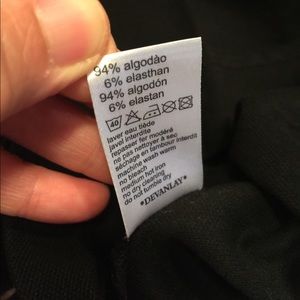 94% algodão
6% elasthan
94% algodón
6% elastan
40
laver eau tiède
javel interdite
repasser fer modéré
ne pas nettoyer à sec
séchage en tambour interdit
machine wash warm
no bleach
medium hot iron
no dry cleaning
do not tumble dry
*DEVANLAY*